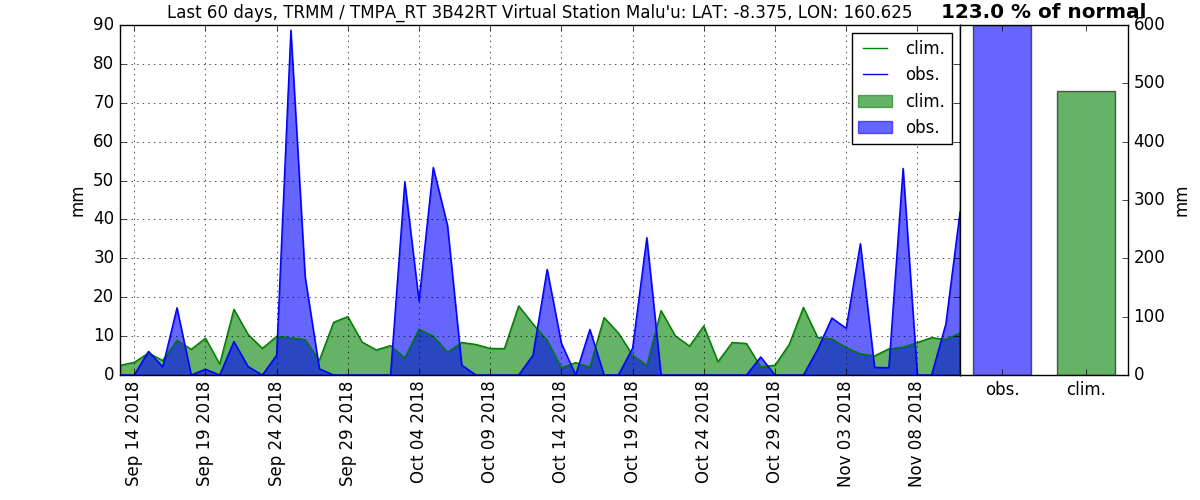 Last 60 days, TRMM / TMPA_RT 3B42RT Virtual Station Malu'u: LAT: -8.375, LON: 160.625
123.0 % of normal
90
80
70
60
50
40
30
20
10
0
mm
clim.
obs.
clim.
obs.
600
500
400
300
200
100
0
mm
obs.
clim.
Sep 14 2018
Sep 19 2018
Sep 24 2018
Sep 29 2018
Oct 04 2018
Oct 09 2018
Oct 14 2018
Oct 19 2018
Oct 24 2018
Oct 29 2018
Nov 03 2018
Nov 08 2018